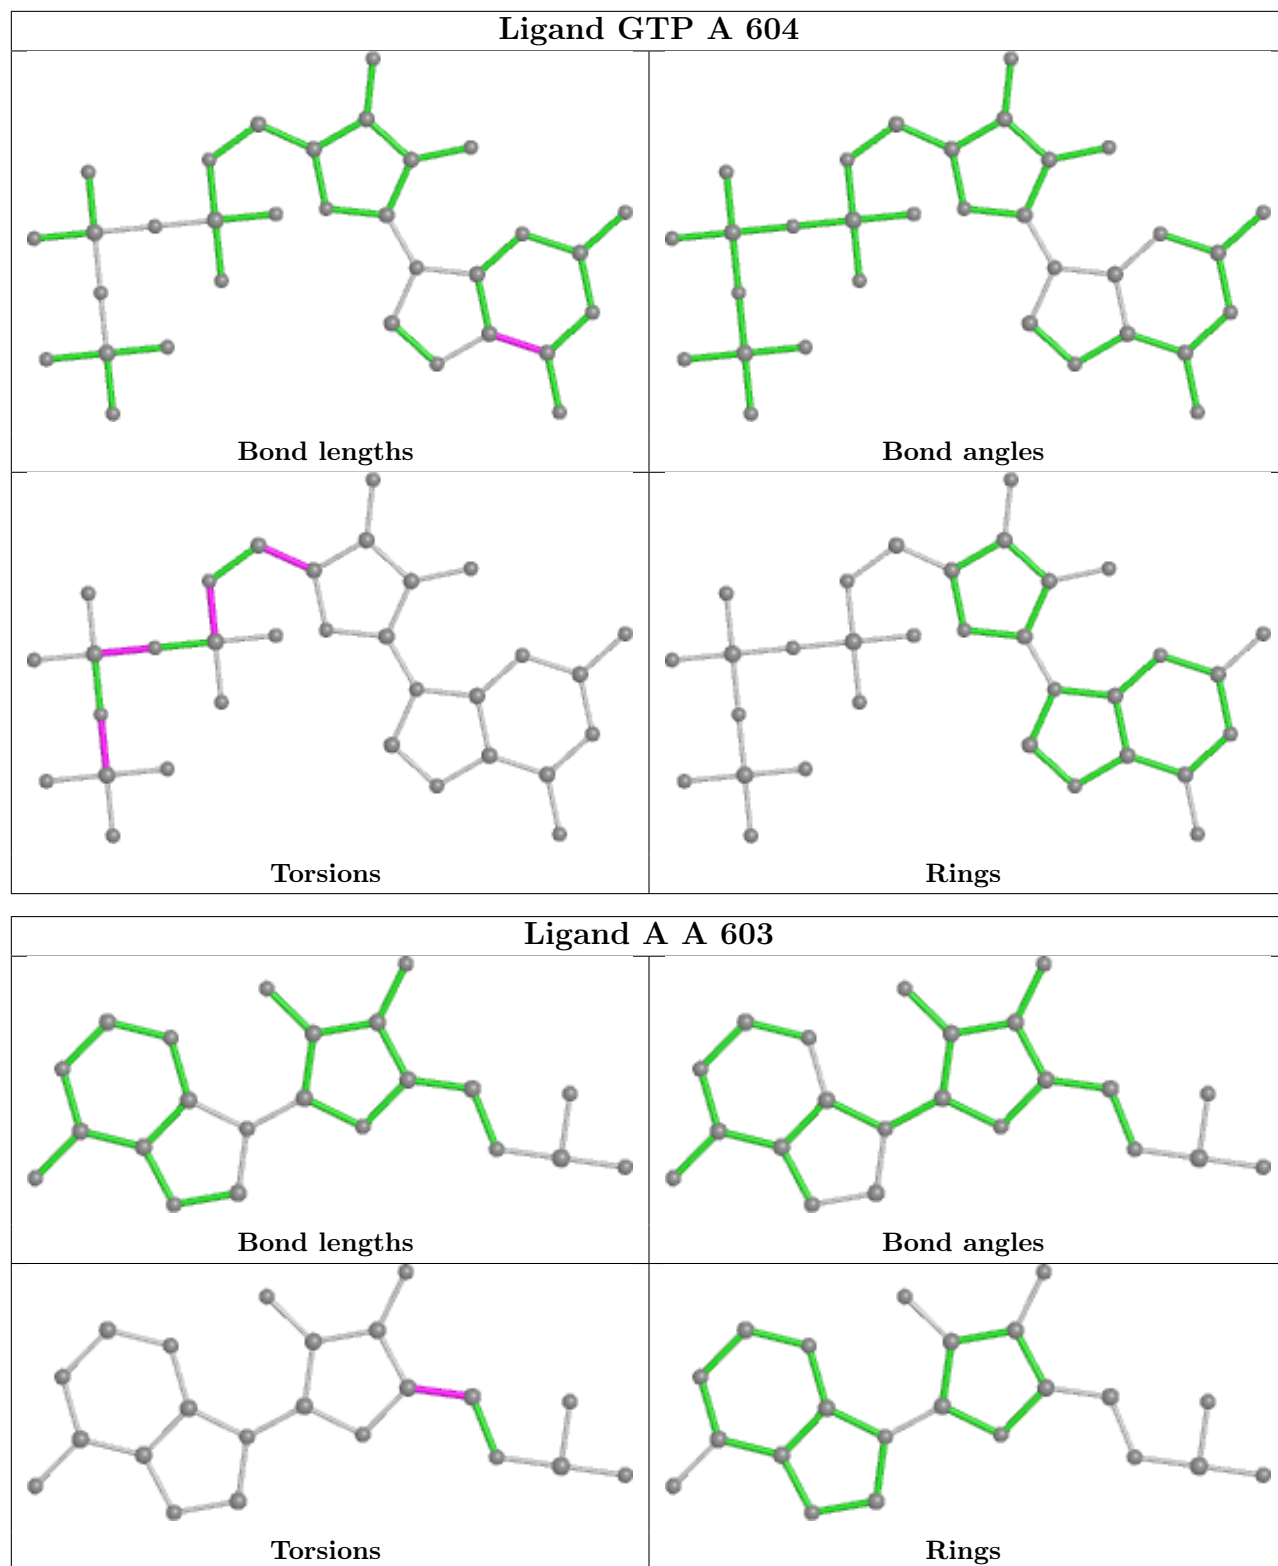 Ligand GTP A 604
Bond lengths
Bond angles
Torsions
Rings
Ligand A A 603
Bond lengths
Bond angles
Torsions
Rings